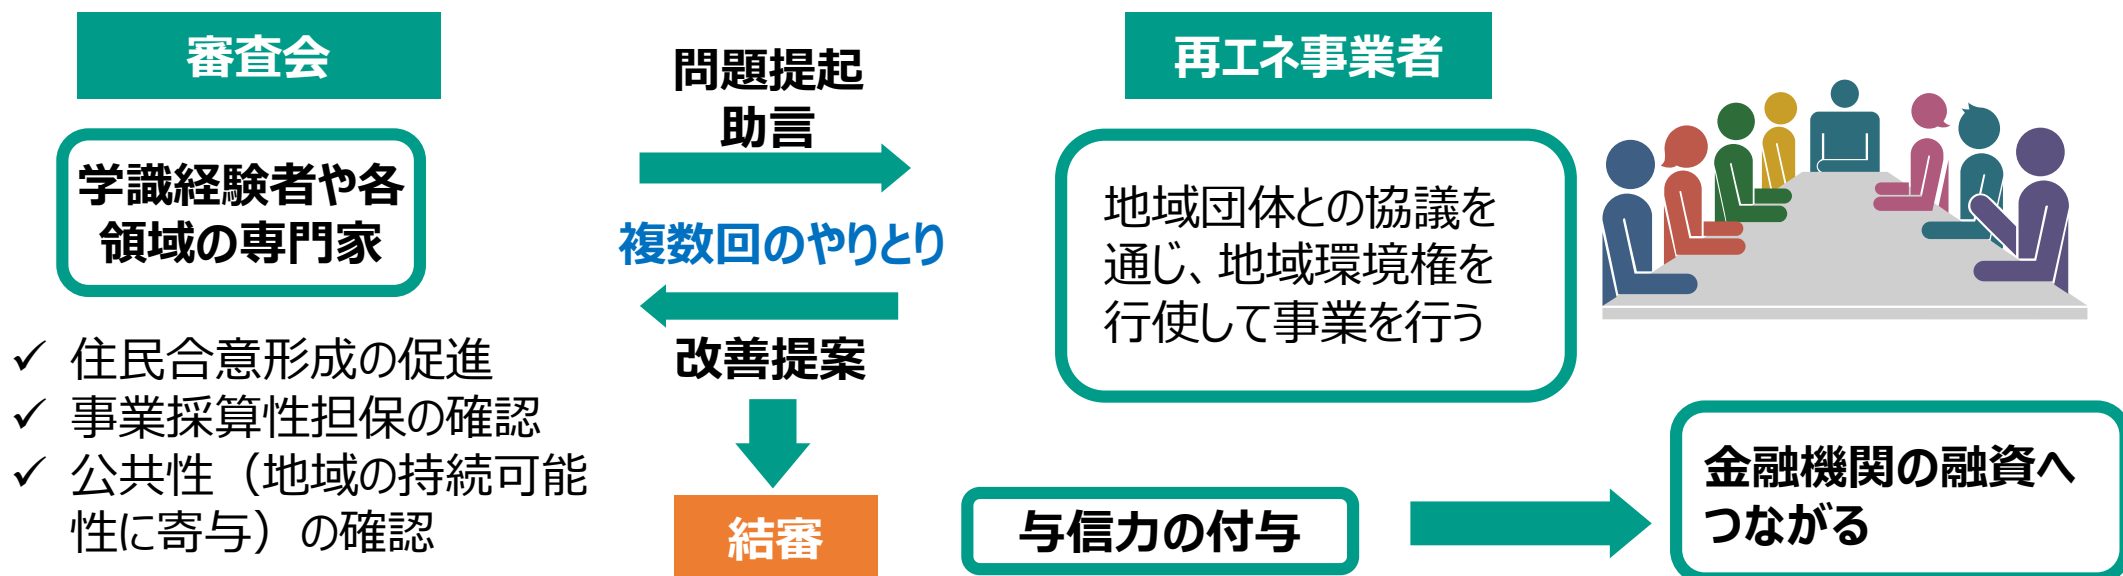 審査会
学識経験者や各
領域の専門家
✓ 住民合意形成の促進
✓ 事業採算性担保の確認
✓ 公共性（地域の持続可能
性に寄与）の確認
問題提起
助言
複数回のやりとり
改善提案
結審
再エネ事業者
地域団体との協議を
通じ、地域環境権を
行使して事業を行う
与信力の付与
金融機関の融資へ
つながる